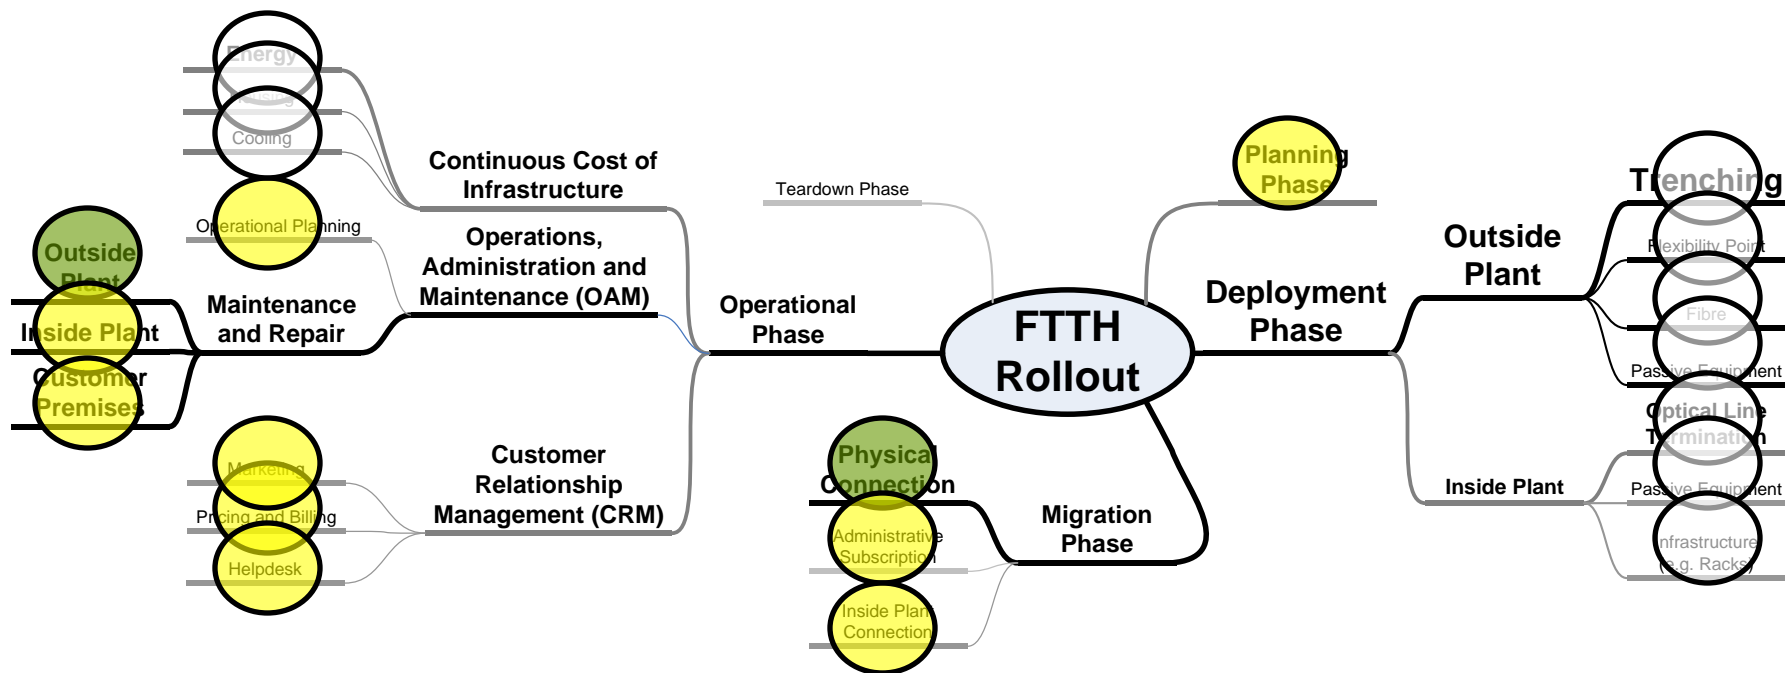 Energy
Housing
Cooling
Continuous Cost of
Infrastructure
Operational Planning
Operations,
Administration and
Maintenance (OAM)
Outside
Plant
Inside Plant
Customer
Premises
Maintenance
and Repair
Operational
Phase
Marketing
Pricing and Billing
Helpdesk
Customer
Relationship
Management (CRM)
Teardown Phase
Planning
Phase
FTTH
Rollout
Deployment
Phase
Physical
Connection
Administrative
Subscription
Inside Plant
Connection
Migration
Phase
Outside
Plant
Trenching
Flexibility Point
Fibre
Passive Equipment
Inside Plant
Optical Line
Termination
Passive Equipment
Infrastructure
(e.g. Racks)